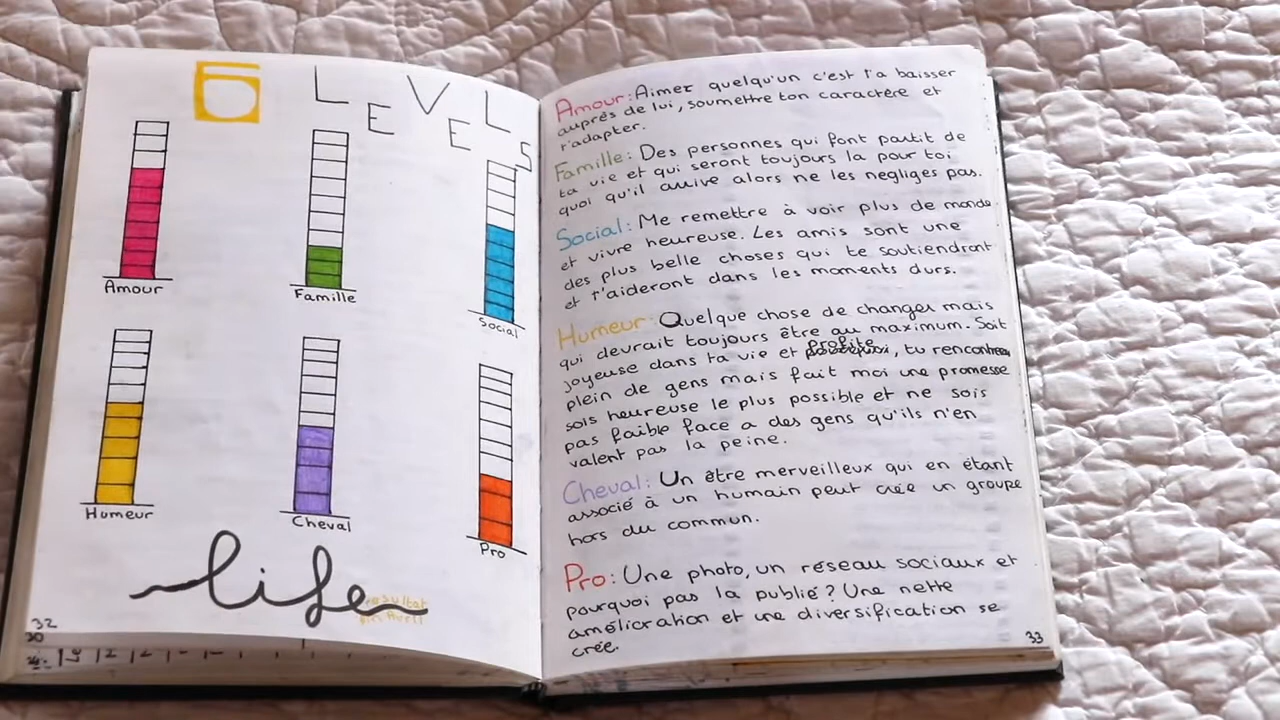 6 LEVELS
Amour
Famille
Social
Humeur
Cheval
Pro
life
resultat
fin Avril
32
30
Amour: Aimer quelqu'un c'est t'a baisser
auprès de lui, soumettre ton caractère et
t'adapter.
Famille: Des personnes qui font partit de
ta vie et qui seront toujours la pour toi
quoi qu'il arrive alors ne les negliges pas.
Social: Me remettre à voir plus de monde
et vivre heureuse. Les amis sont une
des plus belle choses qui te soutiendront
et t'aideront dans les moments durs.
Humeur: Quelque chose de changer mais
qui devrait toujours être au maximum. Soit
joyeuse dans ta vie et profite, tu rencontreras
plein de gens mais fait moi une promesse
sois heureuse le plus possible et ne sois
pas faible face a des gens qu'ils n'en
valent pas la peine.
Cheval: Un être merveilleux qui en étant
associé à un humain peut crée un groupe
hors du commun.
Pro: Une photo, un réseau sociaux et
pourquoi pas la publié? Une nette
amélioration et une diversification se
crée.
33